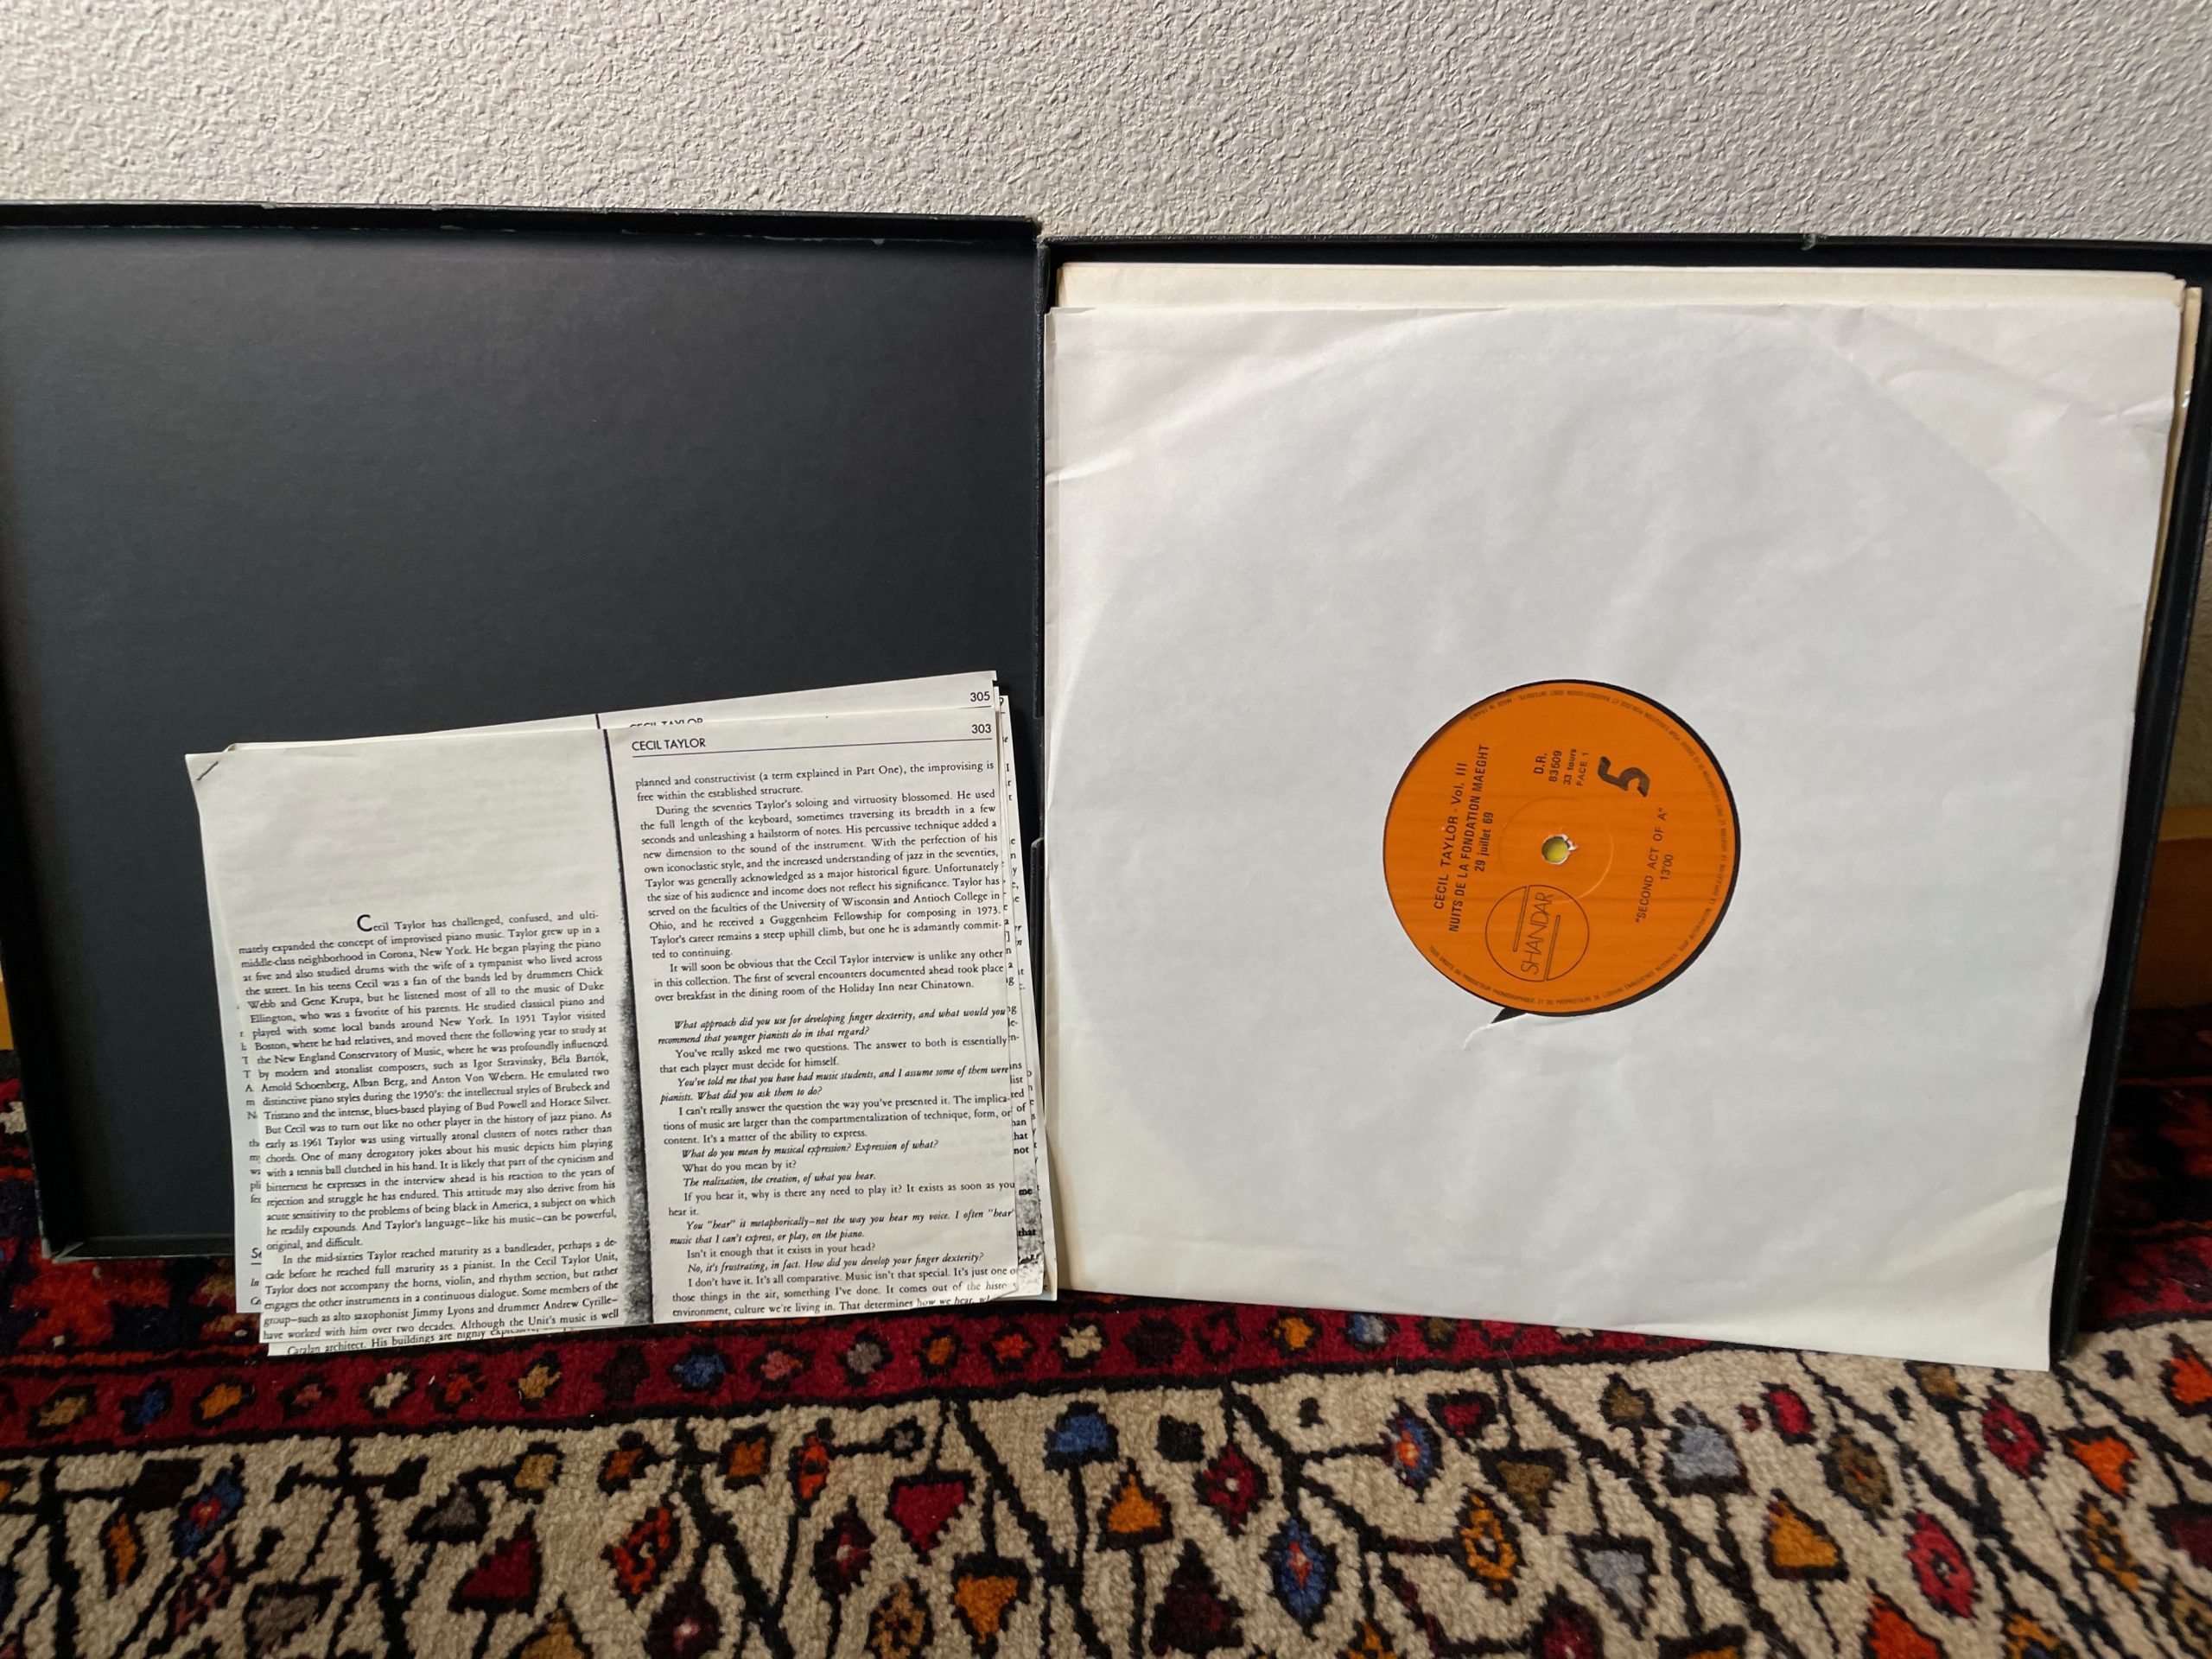 305
CECIL TAYLOR
303
CECIL TAYLOR
Cecil Taylor has challenged, confused, and ulti-
mately expanded the concept of improvised piano music. Taylor grew up in a
middle-class neighborhood in Corona, New York. He began playing the piano
at five and also studied drums with the wife of a tympanist who lived across
the street. In his teens Cecil was a fan of the bands led by drummers Chick
Webb and Gene Krupa, but he listened most of all to the music of Duke
Ellington, who was a favorite of his parents. He studied classical piano and
played with some local bands around New York. In 1951 Taylor visited
Boston, where he had relatives, and moved there the following year to study at
the New England Conservatory of Music, where he was profoundly influenced
by modern and atonalist composers, such as Igor Stravinsky, Béla Bartók,
Arnold Schoenberg, Alban Berg, and Anton Von Webern. He emulated two
distinctive piano styles during the 1950's: the intellectual styles of Brubeck and
Tristano and the intense, blues-based playing of Bud Powell and Horace Silver.
But Cecil was to turn out like no other player in the history of jazz piano. As
early as 1961 Taylor was using virtually atonal clusters of notes rather than
chords. One of many derogatory jokes about his music depicts him playing
with a tennis ball clutched in his hand. It is likely that part of the cynicism and
bitterness he expresses in the interview ahead is his reaction to the years of
rejection and struggle he has endured. This attitude may also derive from his
acute sensitivity to the problems of being black in America, a subject on which
he readily expounds. And Taylor's language—like his music—can be powerful,
original, and difficult.
In the mid-sixties Taylor reached maturity as a bandleader, perhaps a de-
cade before he reached full maturity as a pianist. In the Cecil Taylor Unit,
Taylor does not accompany the horns, violin, and rhythm section, but rather
engages the other instruments in a continuous dialogue. Some members of the
group—such as alto saxophonist Jimmy Lyons and drummer Andrew Cyrille—
have worked with him over two decades. Although the Unit's music is well
Catalan architect. His buildings are highly
planned and constructivist (a term explained in Part One), the improvising is
free within the established structure.
During the seventies Taylor's soloing and virtuosity blossomed. He used
the full length of the keyboard, sometimes traversing its breadth in a few
seconds and unleashing a hailstorm of notes. His percussive technique added a
new dimension to the sound of the instrument. With the perfection of his
own iconoclastic style, and the increased understanding of jazz in the seventies,
Taylor was generally acknowledged as a major historical figure. Unfortunately
the size of his audience and income does not reflect his significance. Taylor has
served on the faculties of the University of Wisconsin and Antioch College in
Ohio, and he received a Guggenheim Fellowship for composing in 1973.
Taylor's career remains a steep uphill climb, but one he is adamantly commit-
ted to continuing.
It will soon be obvious that the Cecil Taylor interview is unlike any other
in this collection. The first of several encounters documented ahead took place
over breakfast in the dining room of the Holiday Inn near Chinatown.
What approach did you use for developing finger dexterity, and what would you
recommend that younger pianists do in that regard?
You've really asked me two questions. The answer to both is essentially
that each player must decide for himself.
You've told me that you have had music students, and I assume some of them were
pianists. What did you ask them to do?
I can't really answer the question the way you've presented it. The implica-
tions of music are larger than the compartmentalization of technique, form, or
content. It's a matter of the ability to express.
What do you mean by musical expression? Expression of what?
What do you mean by it?
The realization, the creation, of what you hear.
If you hear it, why is there any need to play it? It exists as soon as you
hear it.
You "hear" it metaphorically—not the way you hear my voice. I often "hear"
music that I can't express, or play, on the piano.
Isn't it enough that it exists in your head?
No, it's frustrating, in fact. How did you develop your finger dexterity?
I don't have it. It's all comparative. Music isn't that special. It's just one of
those things in the air, something I've done. It comes out of the
environment, culture we're living in. That determines how we hear,
CECIL TAYLOR - Vol. III
NUITS DE LA FONDATION MAEGHT
29 juillet 69
D.R.
83509
33 tours
FACE 1
5
SHANDAR
"SECOND ACT OF A"
13'00